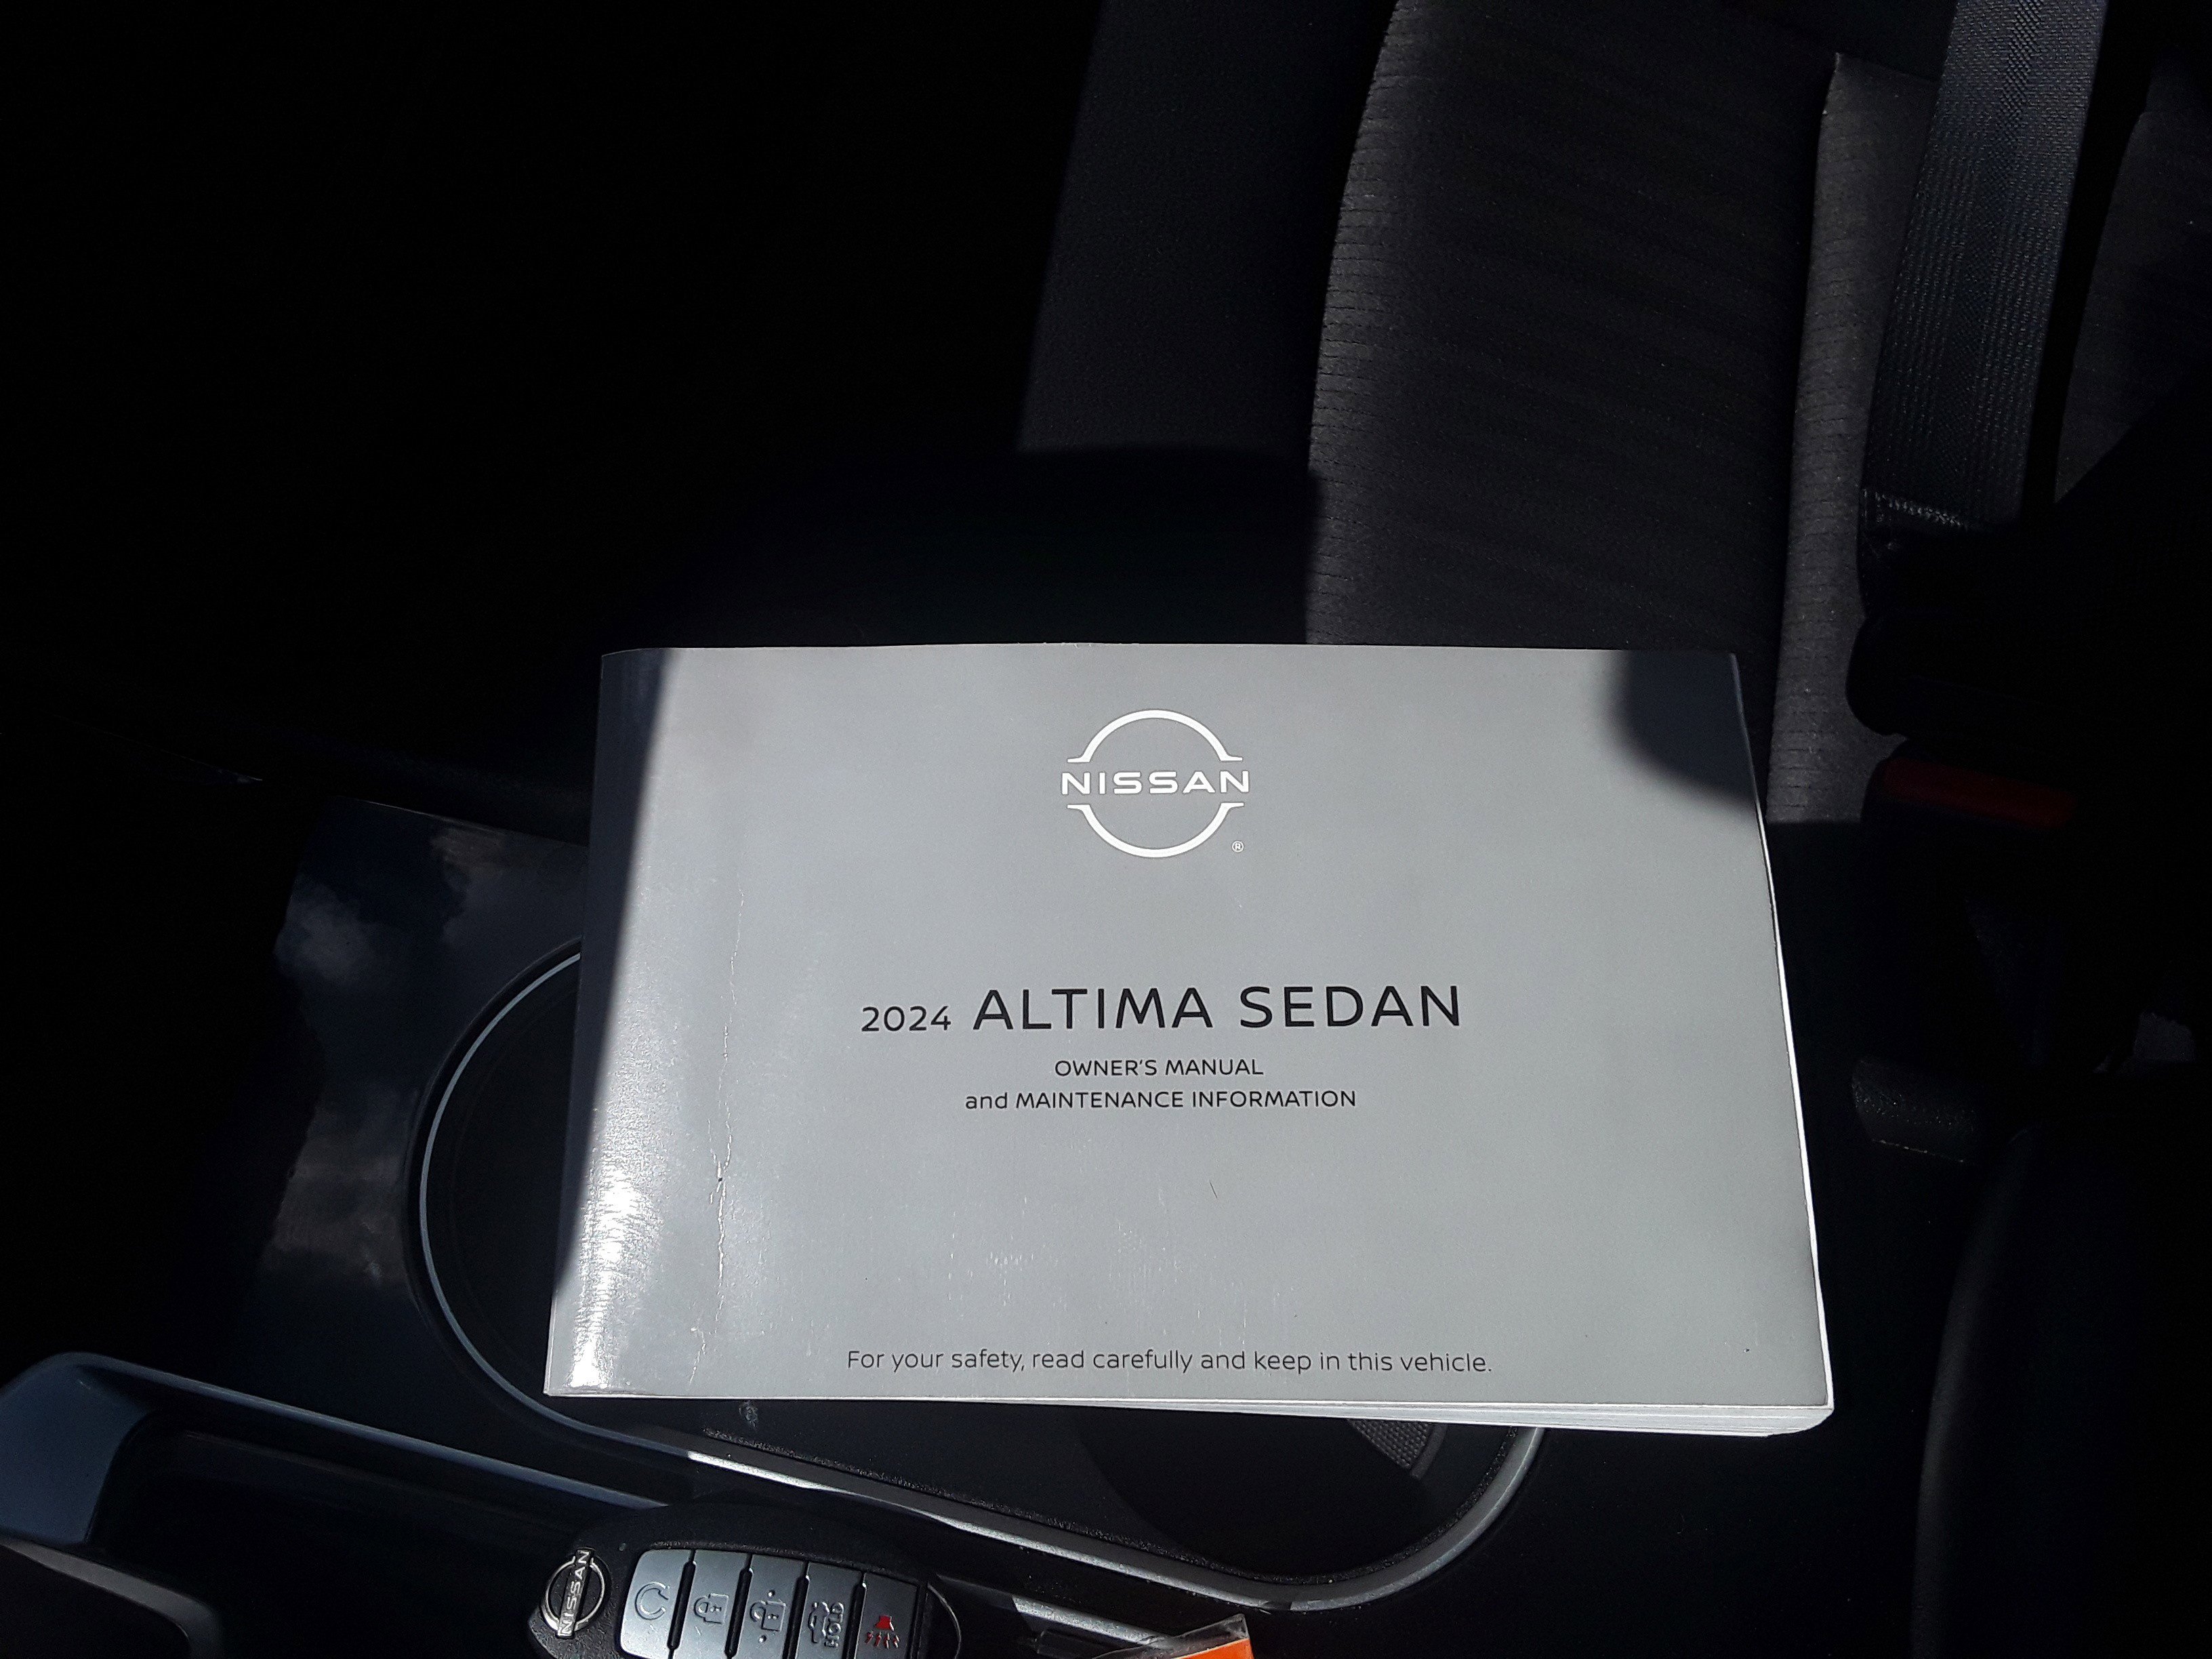 NISSAN
®
2024 ALTIMA SEDAN
OWNER'S MANUAL
and MAINTENANCE INFORMATION
For your safety, read carefully and keep in this vehicle.
NISSAN
HOLD